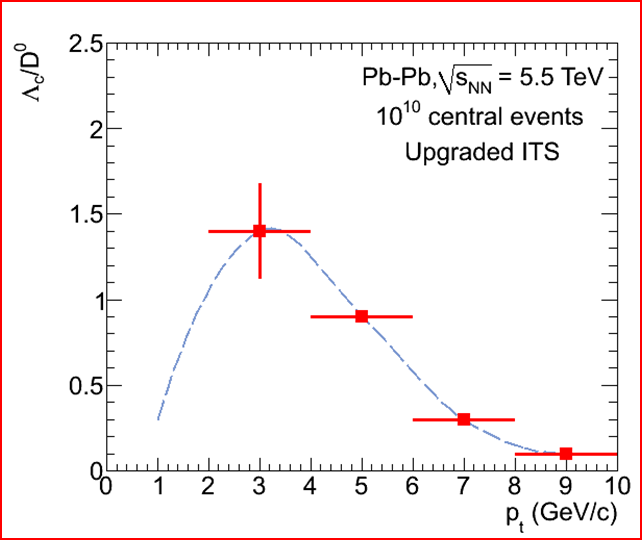 Λc/D⁰
2.5
2
1.5
1
0.5
0
Pb-Pb,√sNN = 5.5 TeV
10¹⁰ central events
Upgraded ITS
0 1 2 3 4 5 6 7 8 9 10
pt (GeV/c)